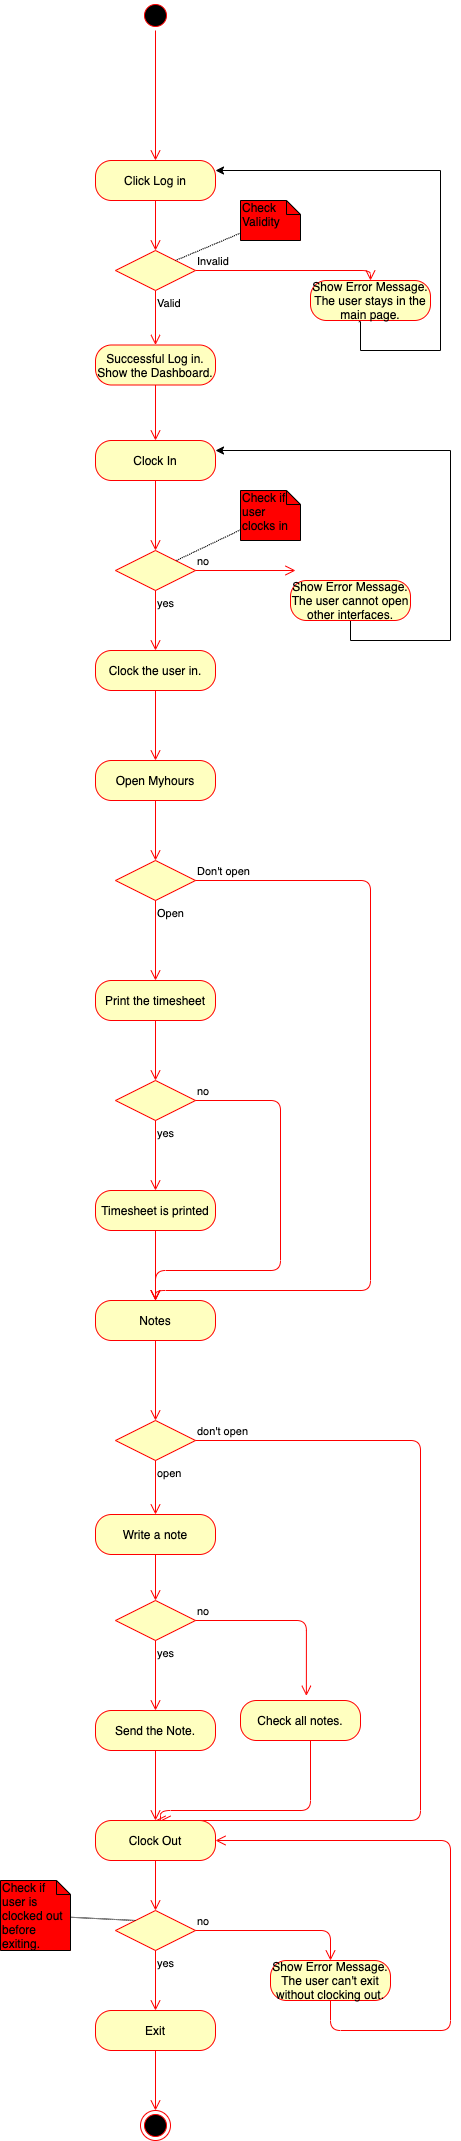 Click Log in
Check
Validity
Invalid
Show Error Message.
The user stays in the
main page.
Valid
Successful Log in.
Show the Dashboard.
Clock In
Check if
user
clocks in
no
Show Error Message.
The user cannot open
other interfaces.
yes
Clock the user in.
Open Myhours
Don't open
Open
Print the timesheet
no
yes
Timesheet is printed
Notes
don't open
open
Write a note
no
yes
Send the Note.
Check all notes.
Clock Out
Check if
user is
clocked out
before
exiting.
no
Show Error Message.
The user can't exit
without clocking out.
yes
Exit